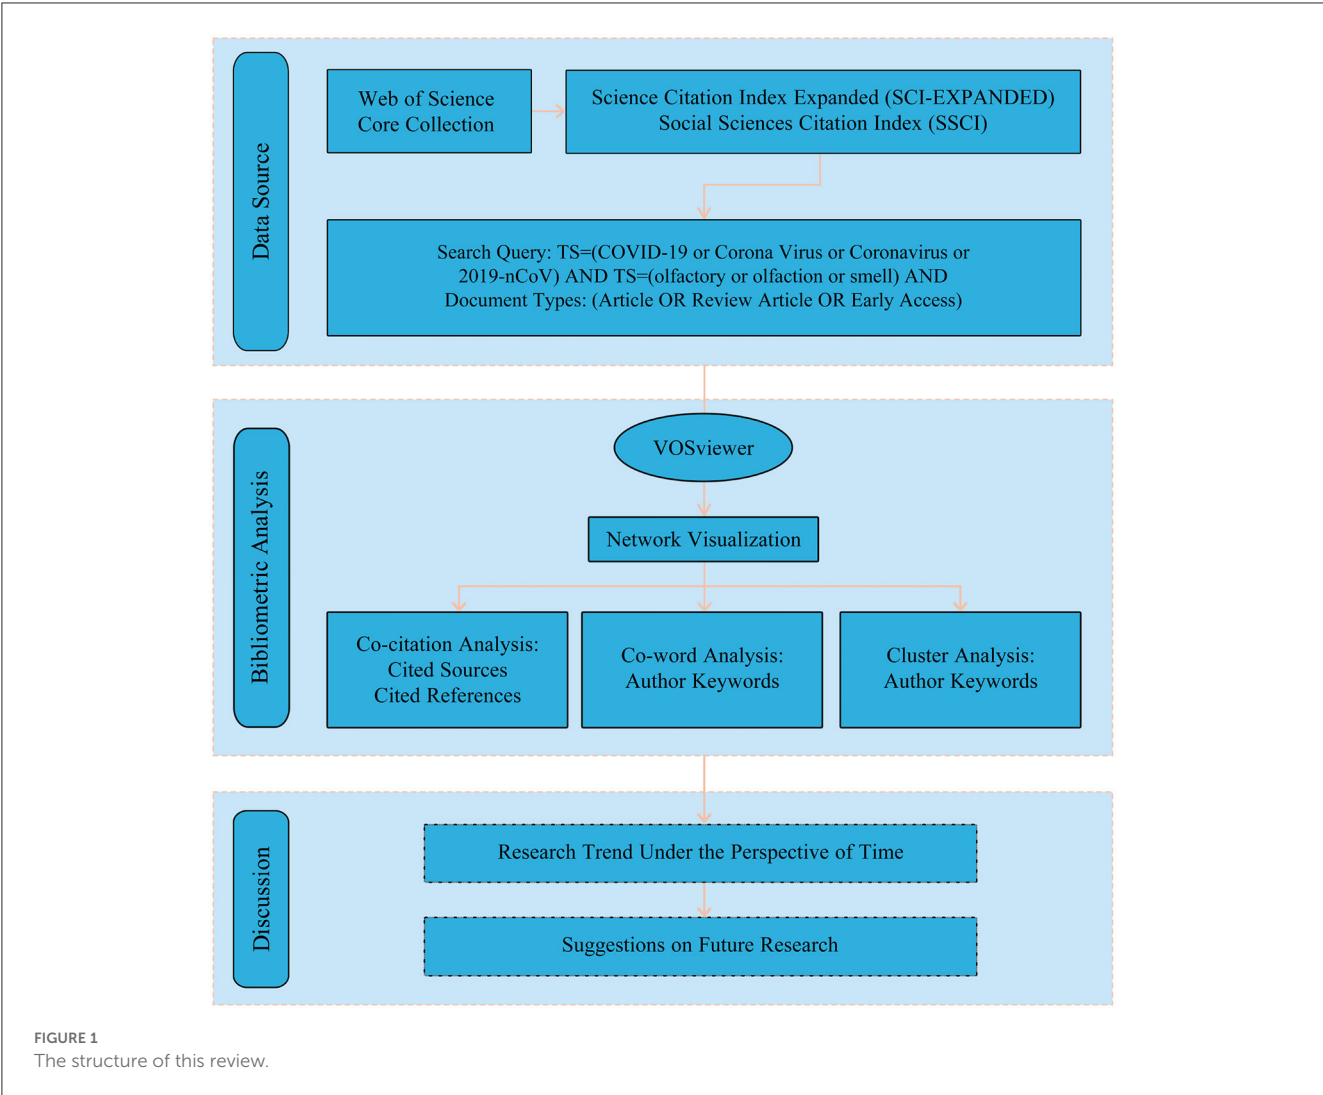 Data Source
Web of Science
Core Collection
Science Citation Index Expanded (SCI-EXPANDED)
Social Sciences Citation Index (SSCI)
Search Query: TS=(COVID-19 or Corona Virus or Coronavirus or
2019-nCoV) AND TS=(olfactory or olfaction or smell) AND
Document Types: (Article OR Review Article OR Early Access)
Bibliometric Analysis
VOSviewer
Network Visualization
Co-citation Analysis:
Cited Sources
Cited References
Co-word Analysis:
Author Keywords
Cluster Analysis:
Author Keywords
Discussion
Research Trend Under the Perspective of Time
Suggestions on Future Research
FIGURE 1
The structure of this review.